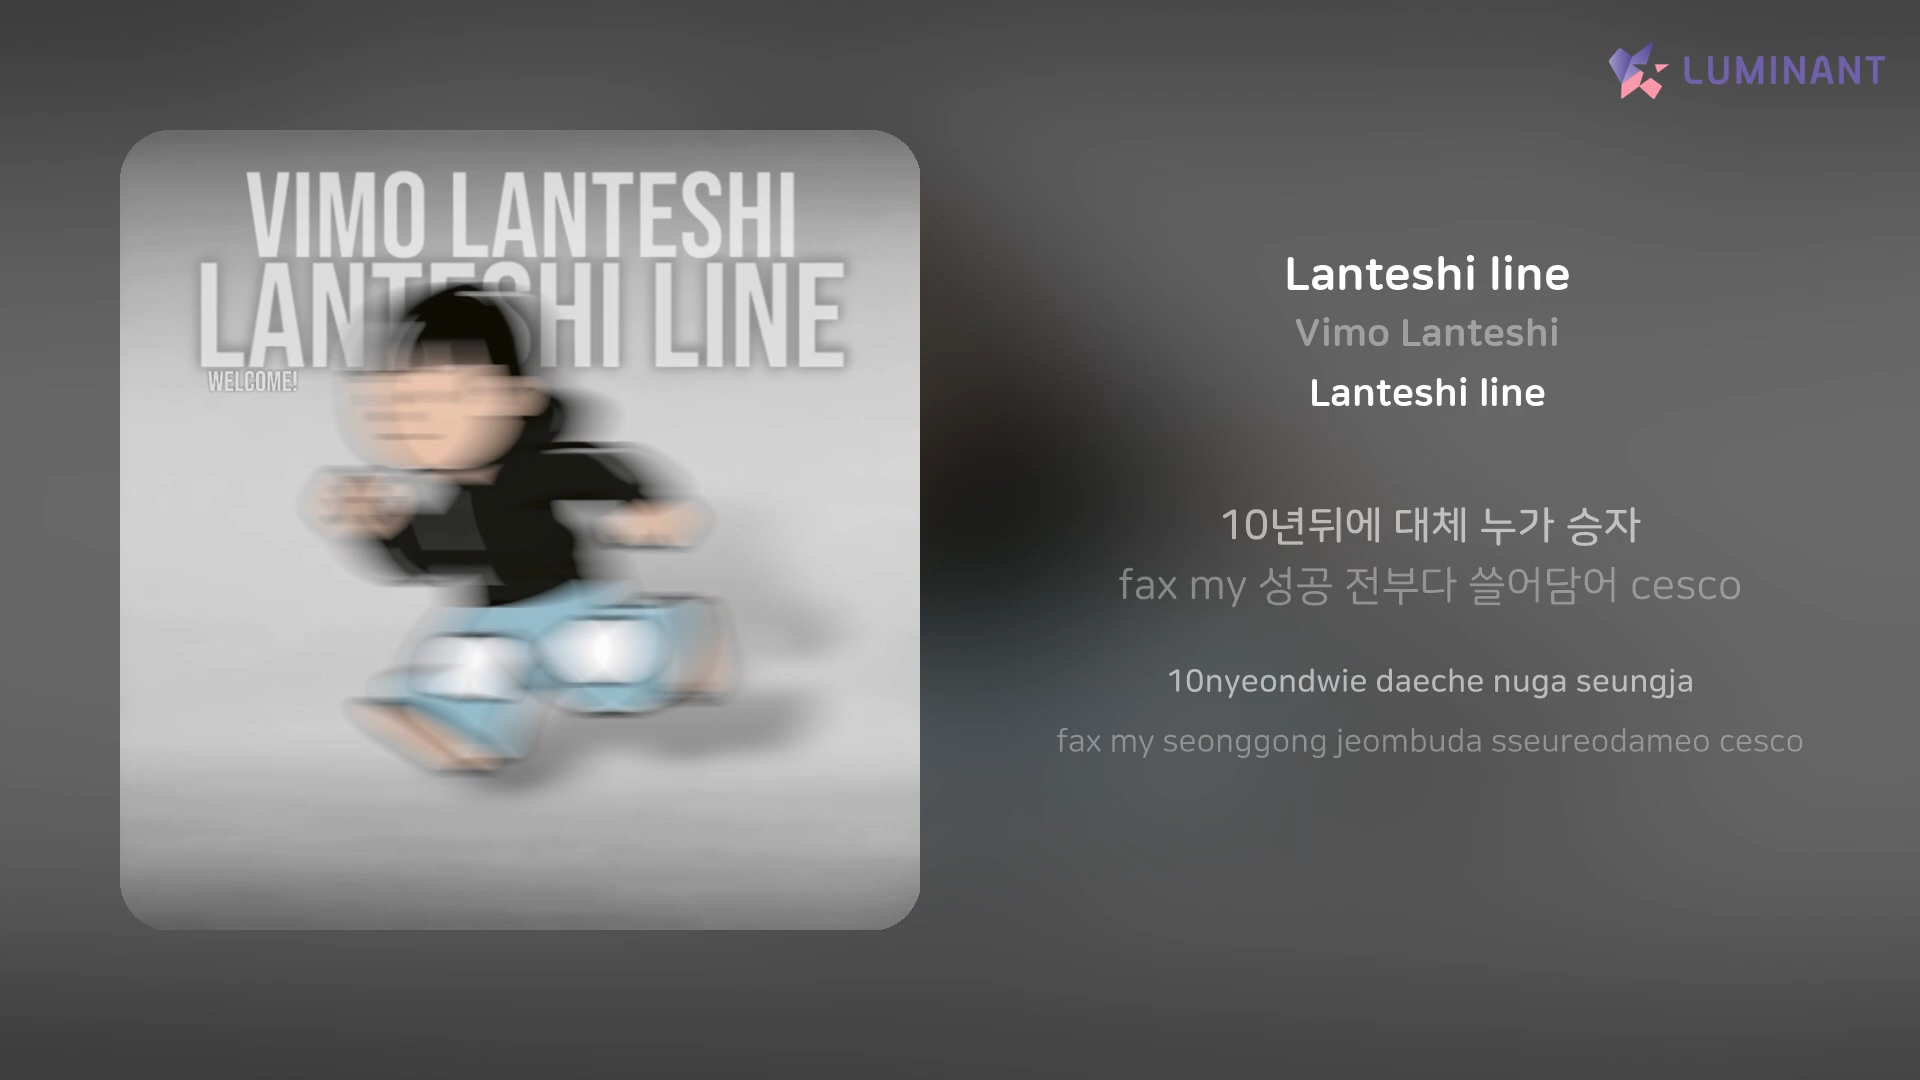 LUMINANT
VIMO LANTESHI
LANTESHI LINE
WELCOME!
Lanteshi line
Vimo Lanteshi
Lanteshi line
10년뒤에 대체 누가 승자
fax my 성공 전부다 쓸어담어 cesco
10nyeondwie daeche nuga seungja
fax my seonggong jeombuda sseureodameo cesco